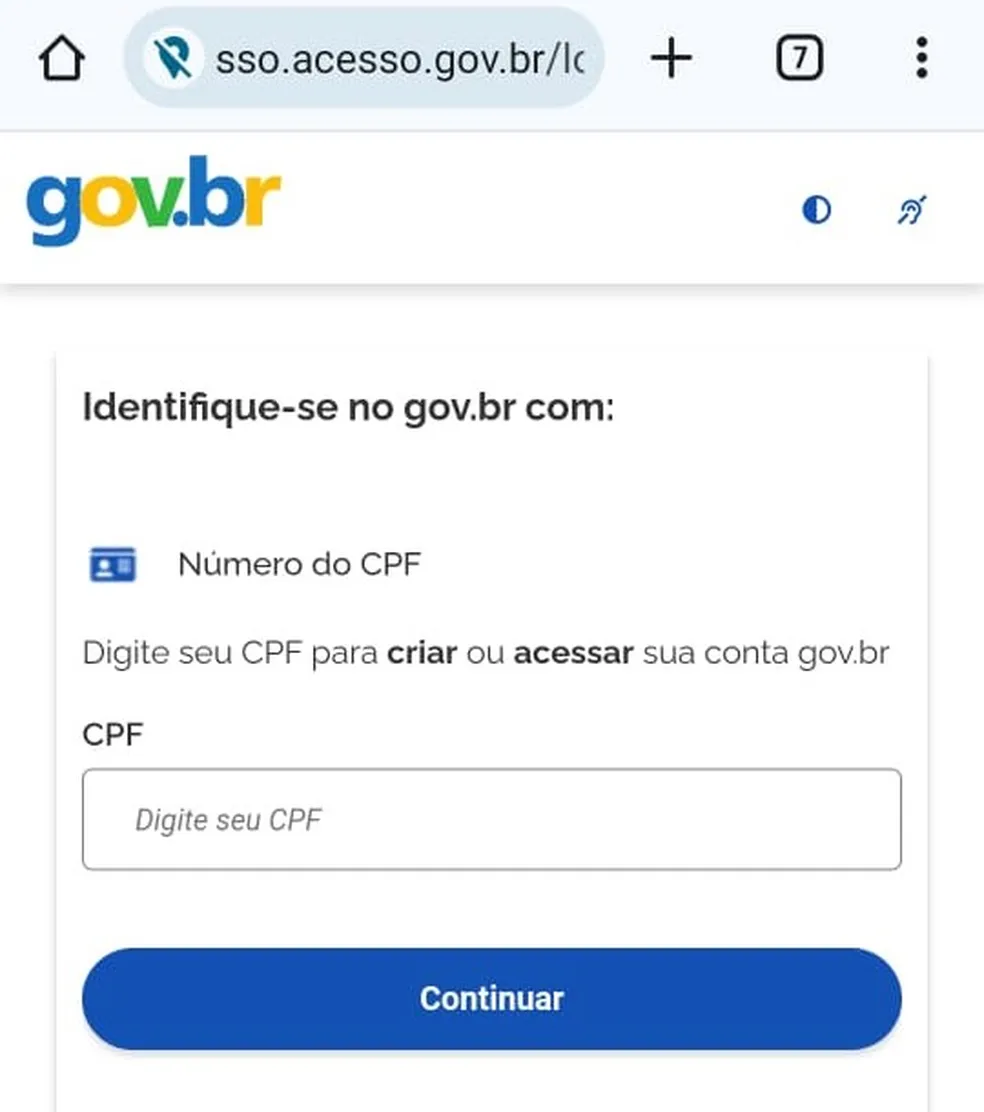 sso.acesso.gov.br/lo
7
gov.br
Identifique-se no gov.br com:
Número do CPF
Digite seu CPF para criar ou acessar sua conta gov.br
CPF
Digite seu CPF
Continuar